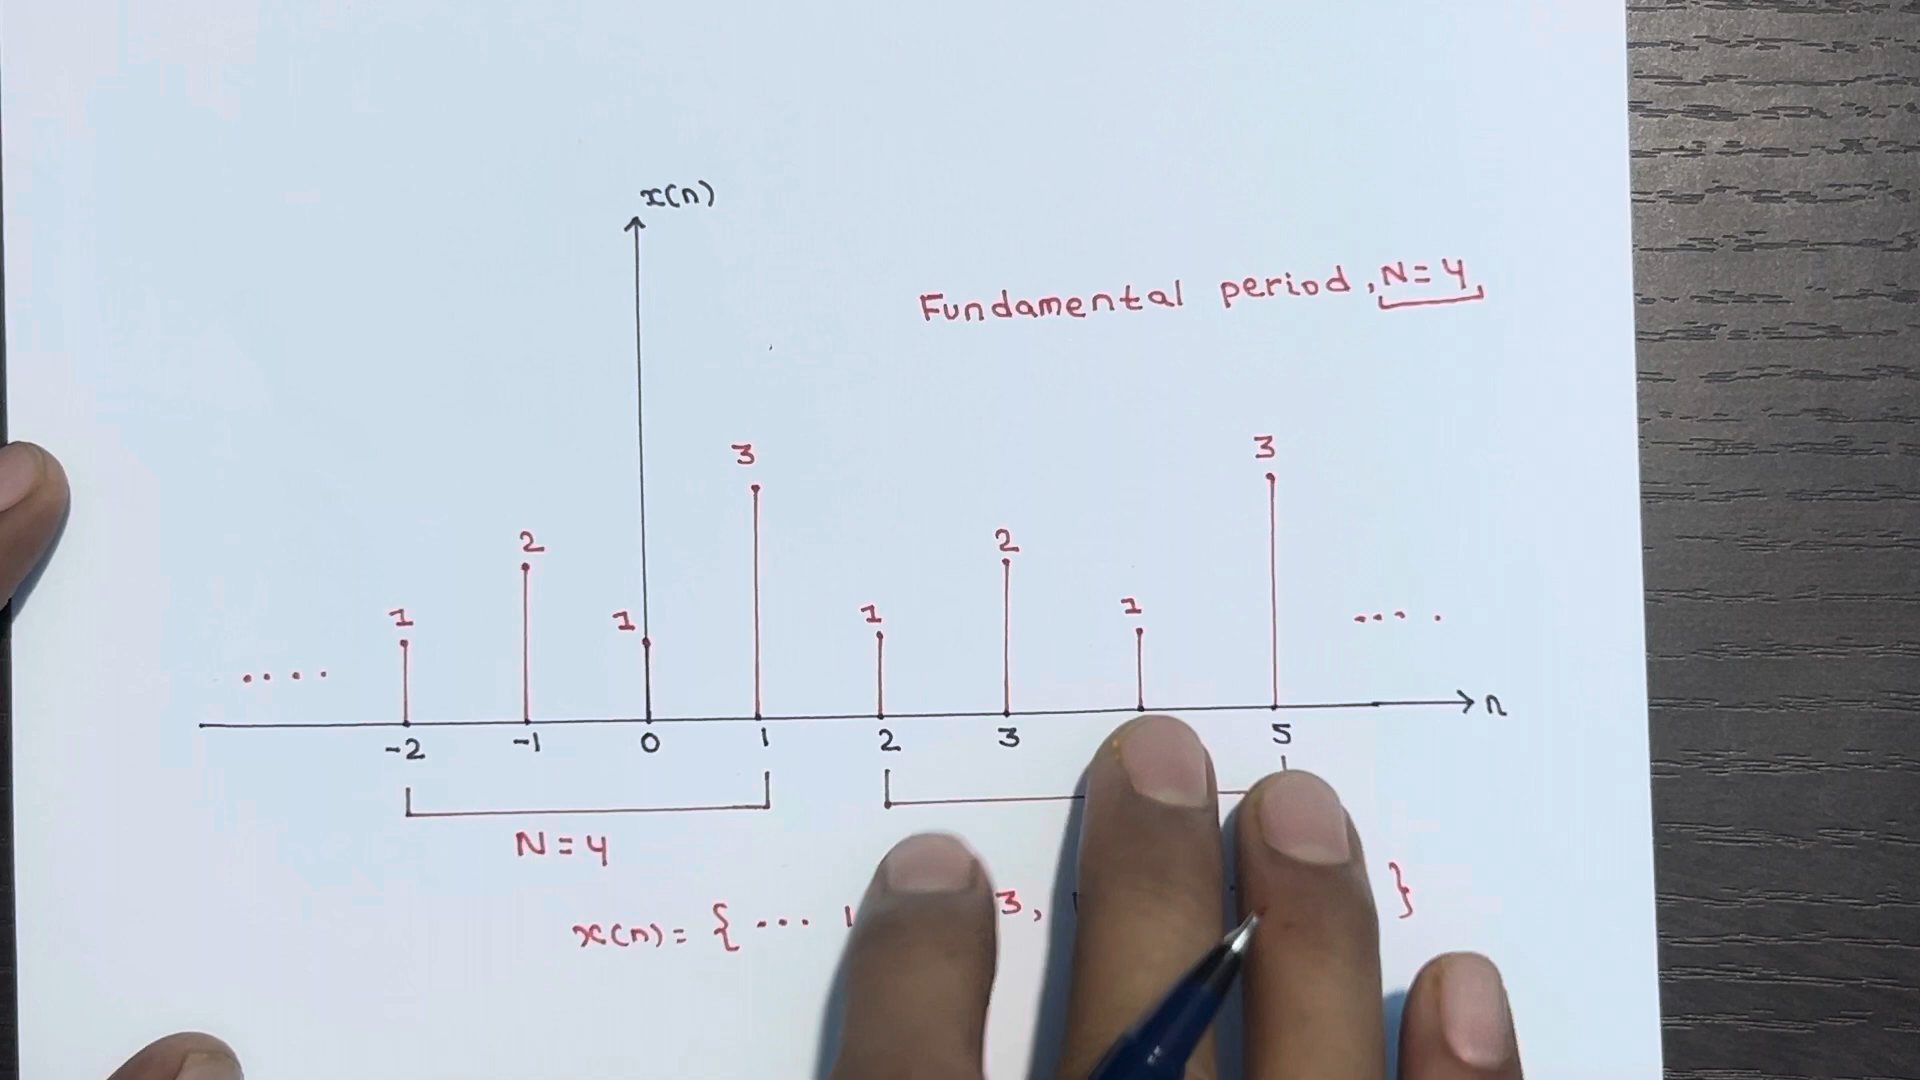 x(n)
Fundamental period, N=4
3
3
2
2
1
1
1
1
....
....
n
-2 -1 0 1 2 3 5
N=4
x(n)= { ... 1 3, }